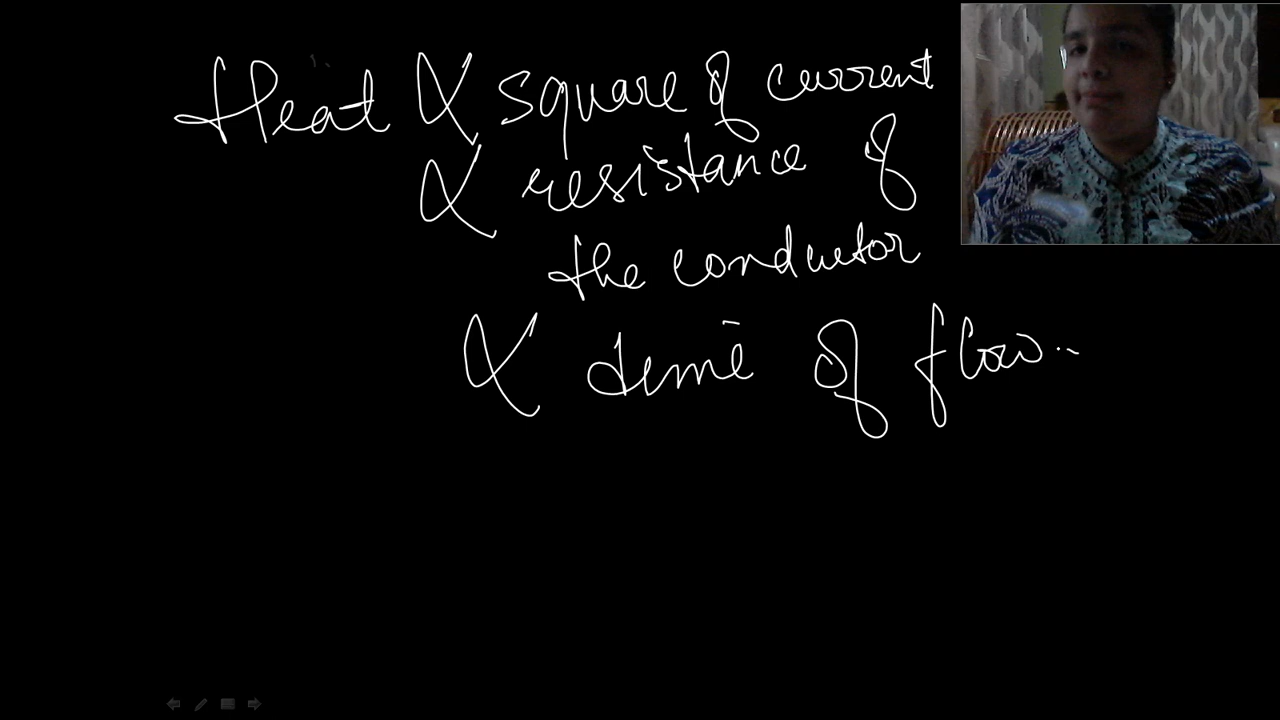 Heat ∝ square of current
∝ resistance of
the conductor
∝ time of flow..